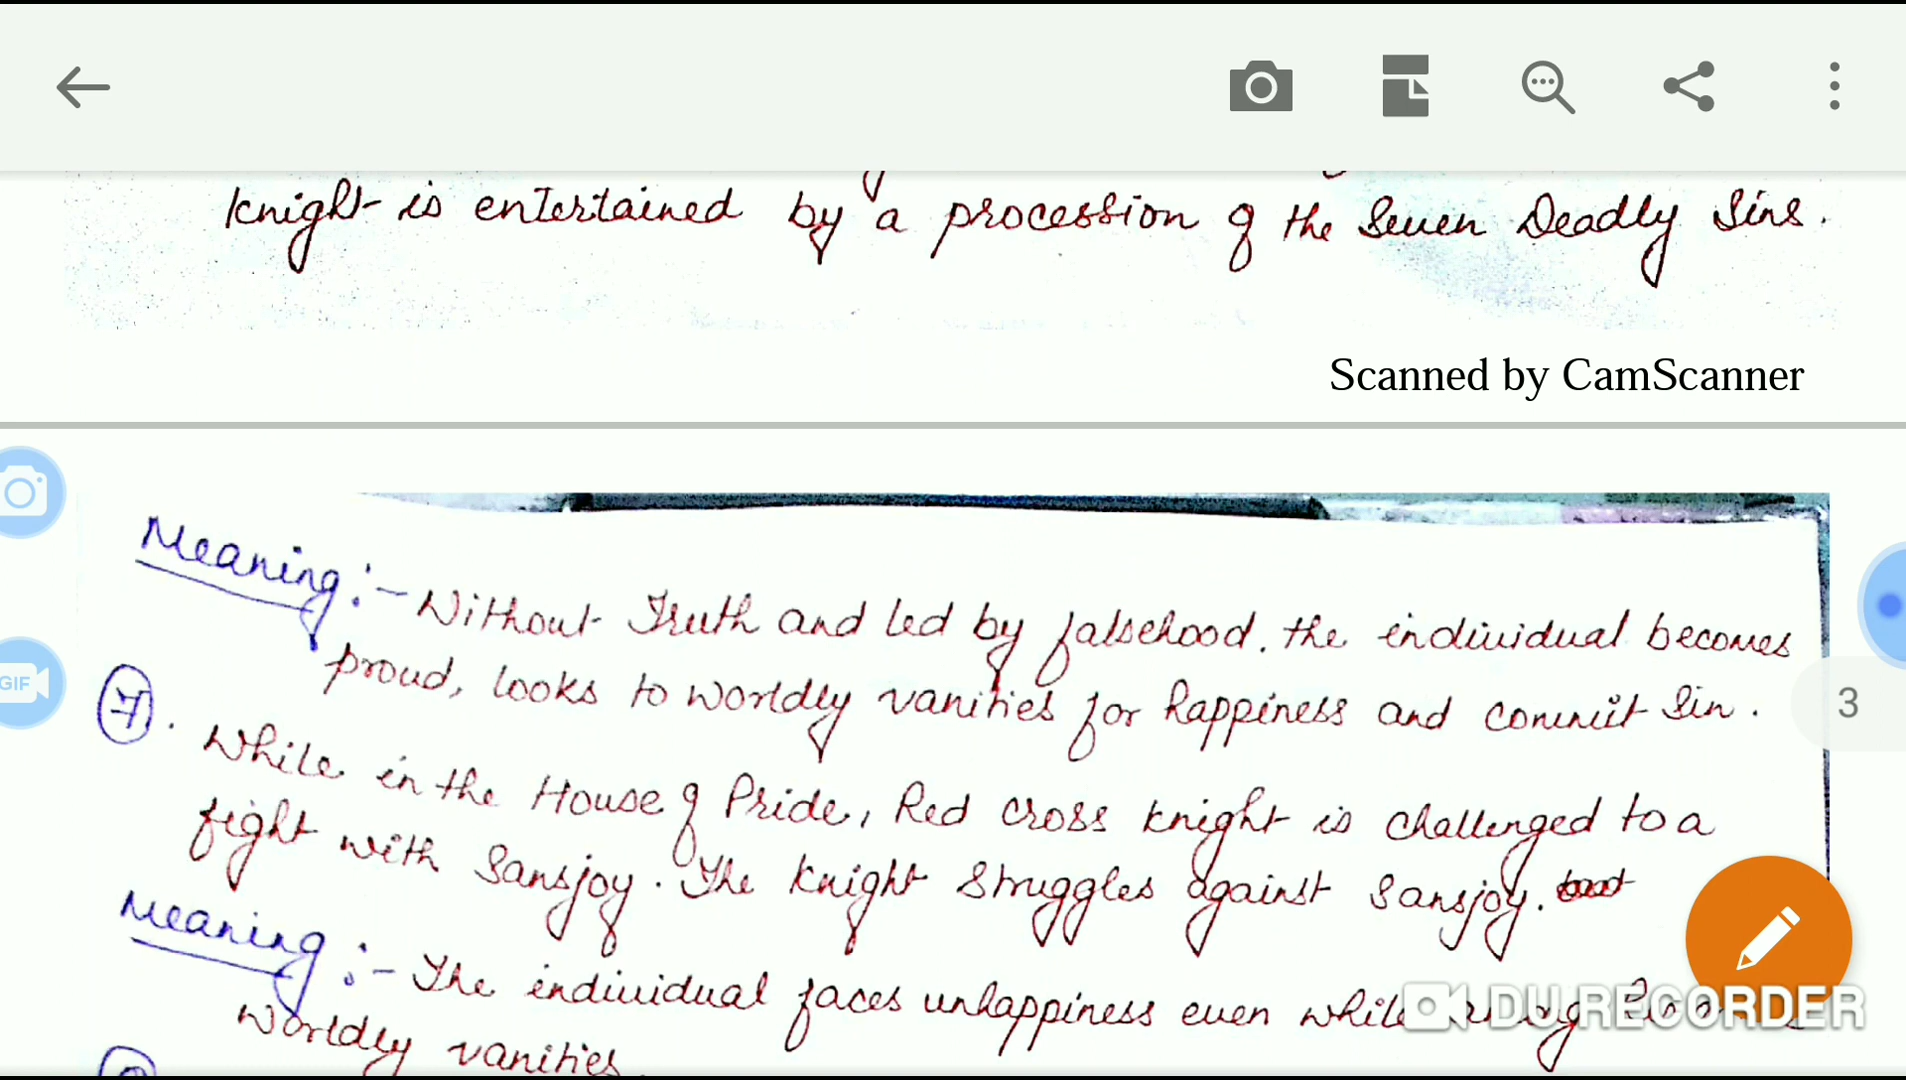 knight is entertained by a procession of the Seven Deadly Sins.
Scanned by CamScanner
Meaning :- Without Truth and led by falsehood. the individual becomes
proud, looks to worldly vanities for happiness and commit Sin.
GIF
3
7. While in the House of Pride, Red cross knight is challenged to a
fight with Sansjoy. The knight struggles against Sansjoy.
Meaning :- The individual faces unhappiness even while
DU RECORDER
worldly vanities.